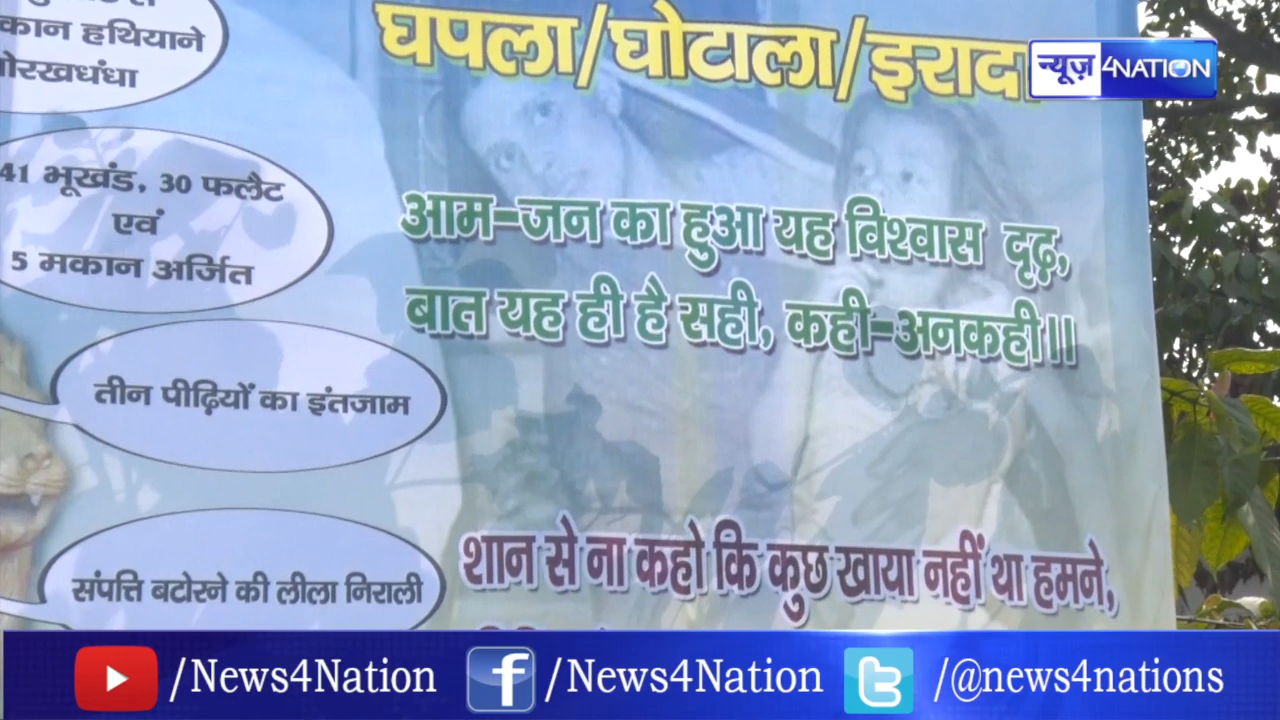 घपला/घोटाला/इरादा
न्यूज़ 4NATION
कान हथियाने
गोरखधंधा
41 भूखंड, 30 फ्लैट
एवं
5 मकान अर्जित
आम-जन का हुआ यह विश्वास दृढ़,
बात यह ही है सही, कही-अनकही।।
तीन पीढ़ियों का इंतजाम
संपत्ति बटोरने की लीला निराली
शान से ना कहो कि कुछ खाया नहीं था हमने,
/News4Nation
/News4Nation
/@news4nations